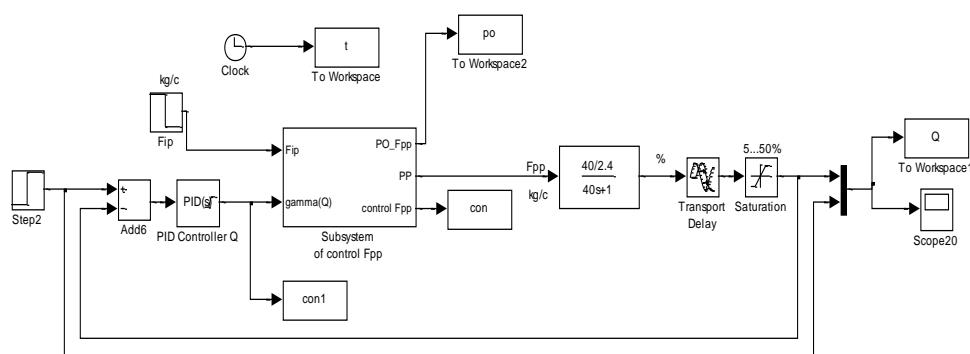 t
To Workspace
Clock
po
To Workspace2
kg/c
Fip
Fip
gamma(Q)
PO_Fpp
PP
control Fpp
Subsystem
of control Fpp
Fpp
kg/c
con
40/2.4
40s+1
%
Transport
Delay
5...50%
Saturation
Q
To Workspace1
Scope20
Step2
+
−
Add6
PID(s)
PID Controller Q
con1